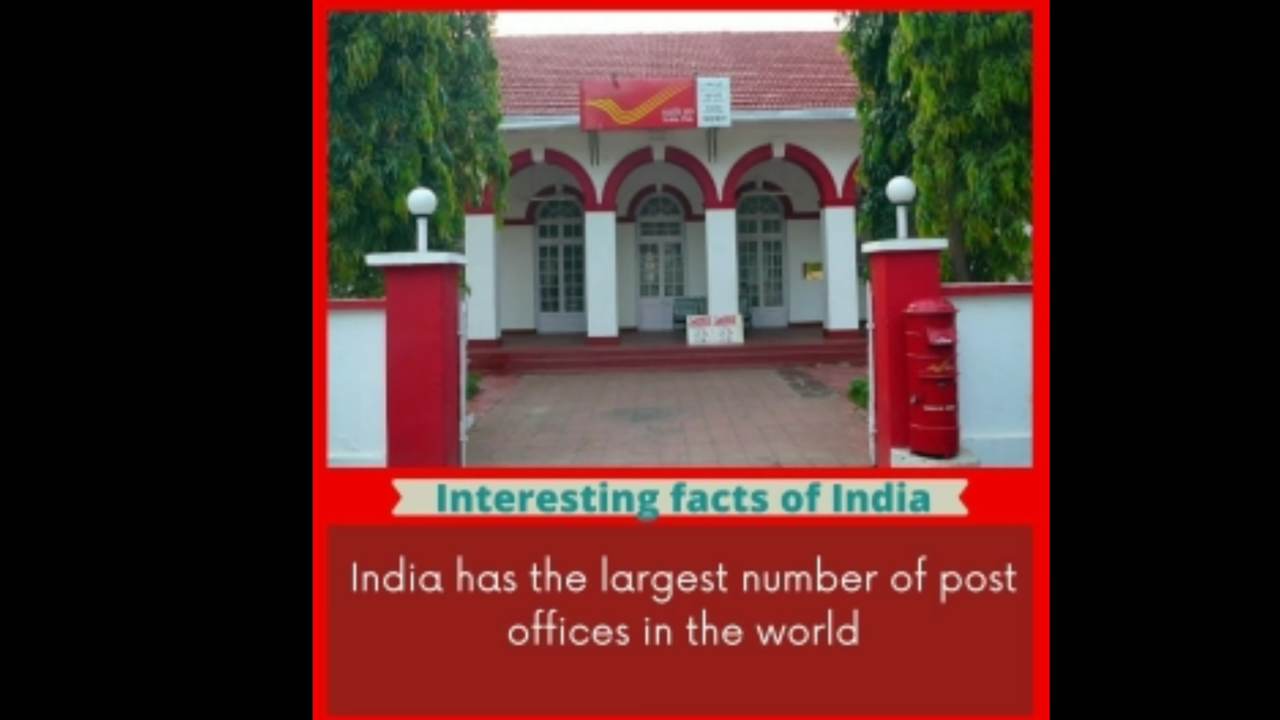 Interesting facts of India
India has the largest number of post
offices in the world